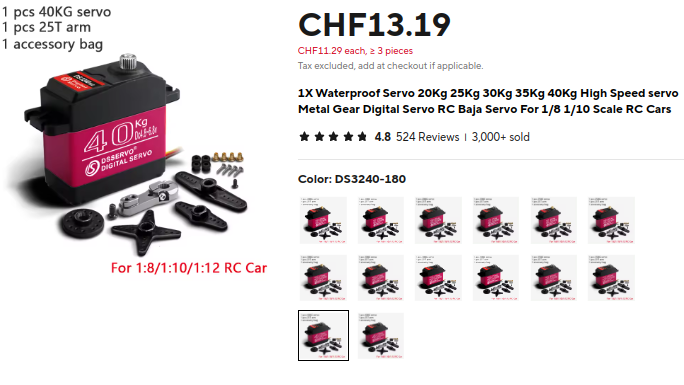 1 pcs 40KG servo
1 pcs 25T arm
1 accessory bag
40 Kg
DSSERVO
DIGITAL SERVO
For 1:8/1:10/1:12 RC Car
CHF13.19
CHF11.29 each, ≥ 3 pieces
Tax excluded, add at checkout if applicable.
1X Waterproof Servo 20Kg 25Kg 30Kg 35Kg 40Kg High Speed servo
Metal Gear Digital Servo RC Baja Servo For 1/8 1/10 Scale RC Cars
4.8 524 Reviews | 3,000+ sold
Color: DS3240-180